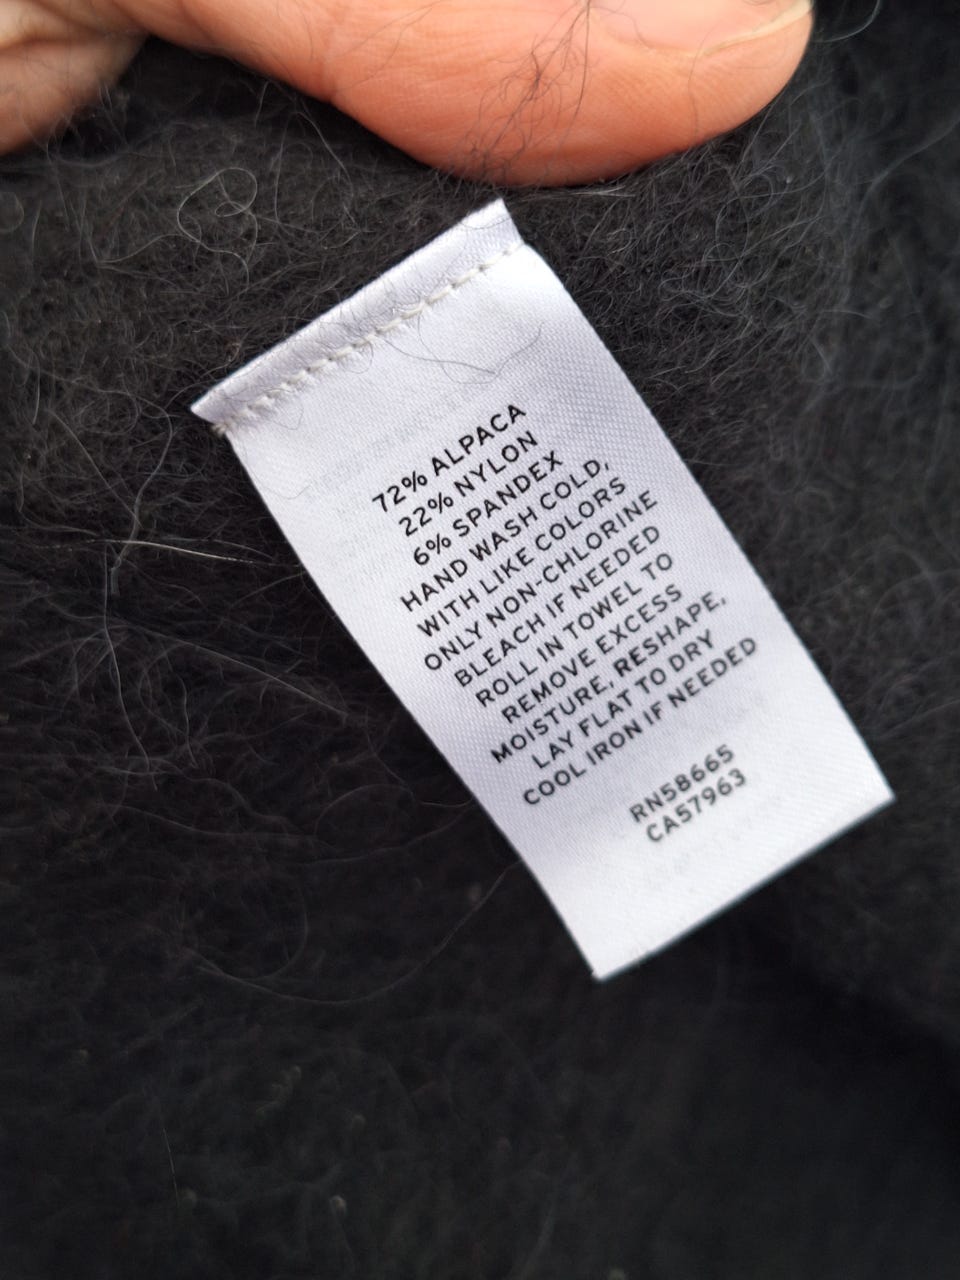 72% ALPACA
22% NYLON
6% SPANDEX
HAND WASH COLD,
WITH LIKE COLORS
ONLY NON-CHLORINE
BLEACH IF NEEDED
ROLL IN TOWEL TO
REMOVE EXCESS
MOISTURE, RESHAPE,
LAY FLAT TO DRY
COOL IRON IF NEEDED
RN58665
CA57963